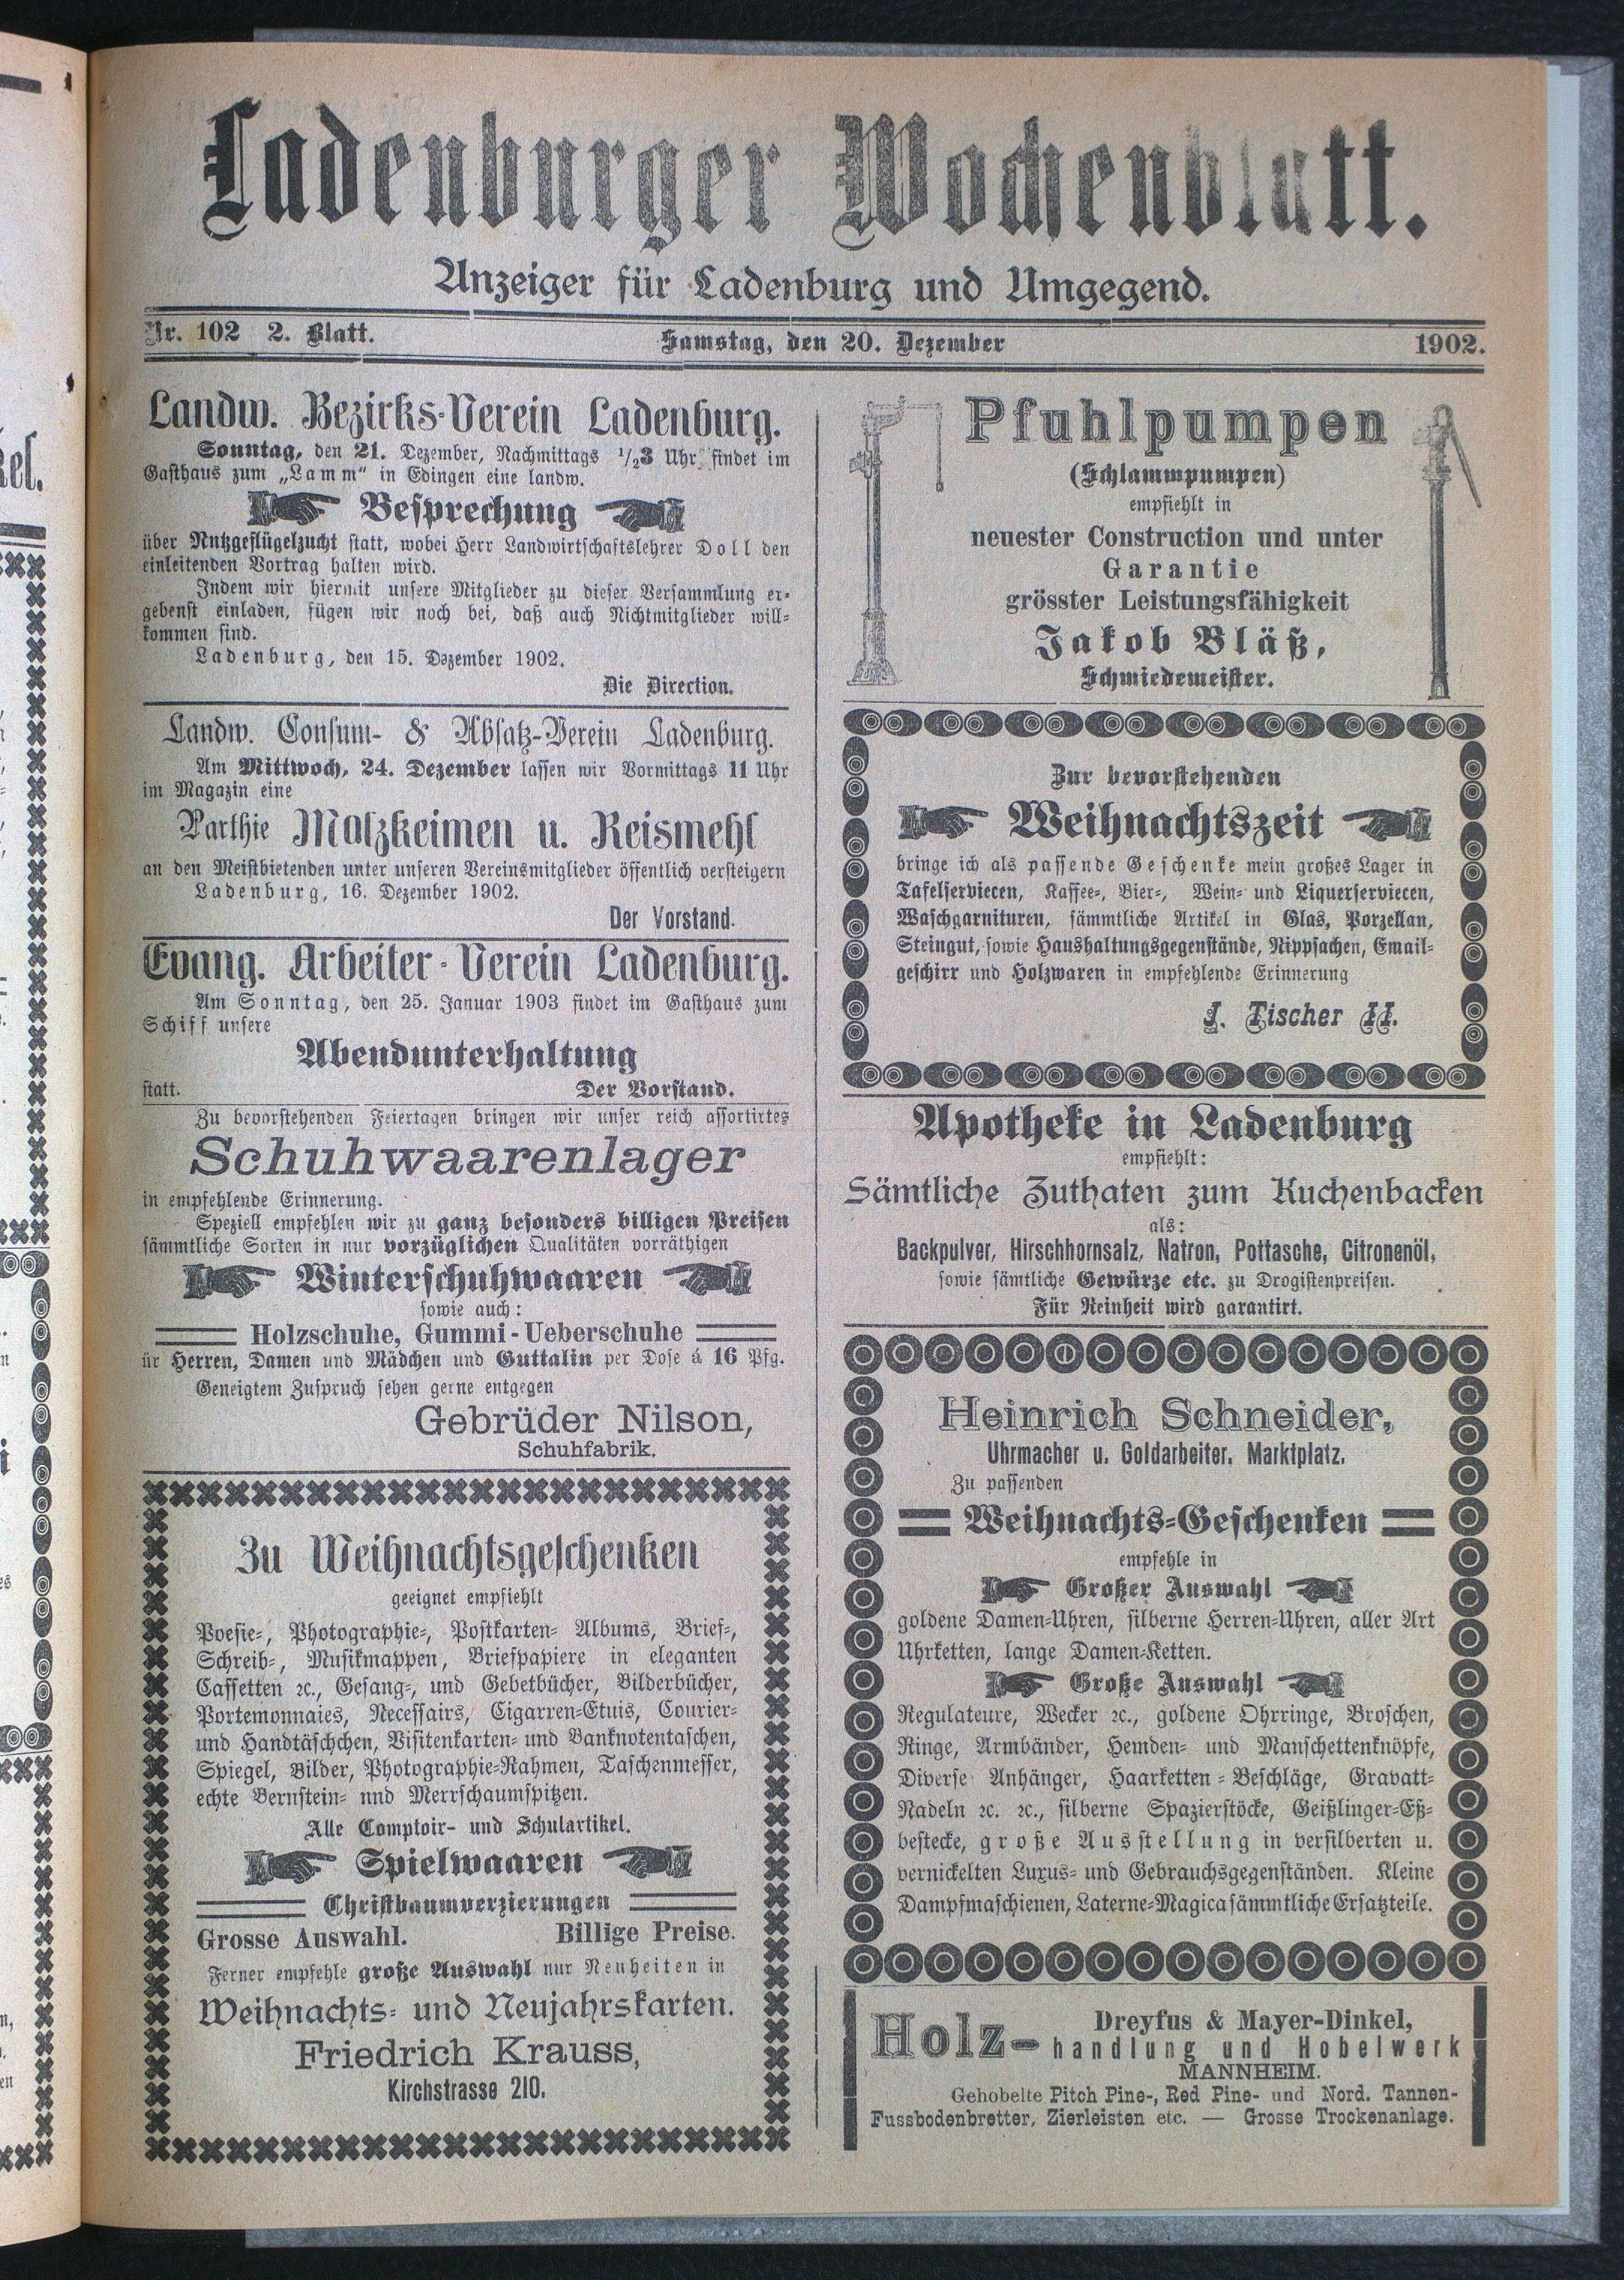 Ladenburger Wochenblatt.
Anzeiger für Ladenburg und Umgegend.
Nr. 102 2. Blatt. Samstag, den 20. Dezember 1902.
Landw. Bezirks-Verein Ladenburg.
Sonntag, den 21. Dezember, Nachmittags 1/23 Uhr, findet im
Gasthaus zum „Lamm“ in Edingen eine landw.
Besprechung
über Nutzgeflügelzucht statt, wobei Herr Landwirtschaftslehrer Doll den
einleitenden Vortrag halten wird.
Indem wir hiermit unsere Mitglieder zu dieser Versammlung er-
gebenst einladen, fügen wir noch bei, daß auch Nichtmitglieder will-
kommen sind.
Ladenburg, den 15. Dezember 1902.
Die Direction.
Landw. Consum- & Absatz-Verein Ladenburg.
Am Mittwoch, 24. Dezember lassen wir Vormittags 11 Uhr
im Magazin eine
Parthie Malzkeimen u. Reismehl
an den Meistbietenden unter unseren Vereinsmitglieder öffentlich versteigern
Ladenburg, 16. Dezember 1902.
Der Vorstand.
Evang. Arbeiter-Verein Ladenburg.
Am Sonntag, den 25. Januar 1903 findet im Gasthaus zum
Schiff unsere
Abendunterhaltung
statt. Der Vorstand.
Zu bevorstehenden Feiertagen bringen wir unser reich assortirtes
Schuhwaarenlager
in empfehlende Erinnerung.
Speziell empfehlen wir zu ganz besonders billigen Preisen
sämmtliche Sorten in nur vorzüglichen Qualitäten vorräthigen
Winterschuhwaaren
sowie auch:
Holzschuhe, Gummi-Ueberschuhe
ür Herren, Damen und Mädchen und Guttalin per Dose á 16 Pfg.
Geneigtem Zuspruch sehen gerne entgegen
Gebrüder Nilson,
Schuhfabrik.
Zu Weihnachtsgeschenken
geeignet empfiehlt
Poesie-, Photographie-, Postkarten- Albums, Brief-,
Schreib-, Musikmappen, Briefpapiere in eleganten
Cassetten ꝛc., Gesang-, und Gebetbücher, Bilderbücher,
Portemonnaies, Necessairs, Cigarren-Etuis, Courier-
und Handtäschchen, Visitenkarten- und Banknotentaschen,
Spiegel, Bilder, Photographie-Rahmen, Taschenmesser,
echte Bernstein- nnd Merrschaumspitzen.
Alle Comptoir- und Schulartikel.
Spielwaaren
Christbaumverzierungen
Grosse Auswahl. Billige Preise.
Ferner empfehle große Auswahl nur Neuheiten in
Weihnachts- und Neujahrskarten.
Friedrich Krauss,
Kirchstrasse 210.
Pfuhlpumpen
(Schlammpumpen)
empfiehlt in
neuester Construction und unter
Garantie
grösster Leistungsfähigkeit
Jakob Bläß,
Schmiedemeister.
Zur bevorstehenden
Weihnachtszeit
bringe ich als passende Geschenke mein großes Lager in
Tafelserviecen, Kaffee-, Bier-, Wein- und Liquerserviecen,
Waschgarnituren, sämmtliche Artikel in Glas, Porzellan,
Steingut, sowie Haushaltungsgegenstände, Nippsachen, Email-
geschirr und Holzwaren in empfehlende Erinnerung
J. Tischer II.
Apotheke in Ladenburg
empfiehlt:
Sämtliche Zuthaten zum Kuchenbacken
als:
Backpulver, Hirschhornsalz, Natron, Pottasche, Citronenöl,
sowie sämtliche Gewürze etc. zu Drogistenpreisen.
Für Reinheit wird garantirt.
Heinrich Schneider,
Uhrmacher u. Goldarbeiter. Marktplatz.
Zu passenden
Weihnachts-Geschenken
empfehle in
Großer Auswahl
goldene Damen-Uhren, silberne Herren-Uhren, aller Art
Uhrketten, lange Damen-Ketten.
Große Auswahl
Regulateure, Wecker ꝛc., goldene Ohrringe, Broschen,
Ringe, Armbänder, Hemden- und Manschettenknöpfe,
Diverse Anhänger, Haarketten-Beschläge, Gravatt-
Nadeln ꝛc. ꝛc., silberne Spazierstöcke, Geißlinger-Eß-
bestecke, große Ausstellung in versilberten u.
vernickelten Luxus- und Gebrauchsgegenständen. Kleine
Dampfmaschienen, Laterne-Magica sämmtliche Ersatzteile.
Dreyfus & Mayer-Dinkel,
Holz-handlung und Hobelwerk
MANNHEIM.
Gehobelte Pitch Pine-, Red Pine- und Nord. Tannen-
Fussbodenbretter, Zierleisten etc. — Grosse Trockenanlage.